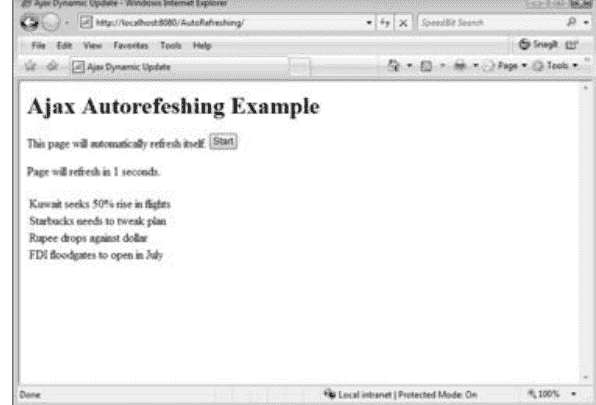 Ajax Dynamic Update - Windows Internet Explorer
http://localhost:8080/AutoRefreshing/
SpeedBit Search
File Edit View Favorites Tools Help
SnagIt
Ajax Dynamic Update
Page Tools
Ajax Autorefeshing Example
This page will automatically refresh itself. Start
Page will refresh in 1 seconds.
Kuwait seeks 50% rise in flights
Starbucks needs to tweak plan
Rupee drops against dollar
FDI floodgates to open in July
Done
Local intranet | Protected Mode: On
100%